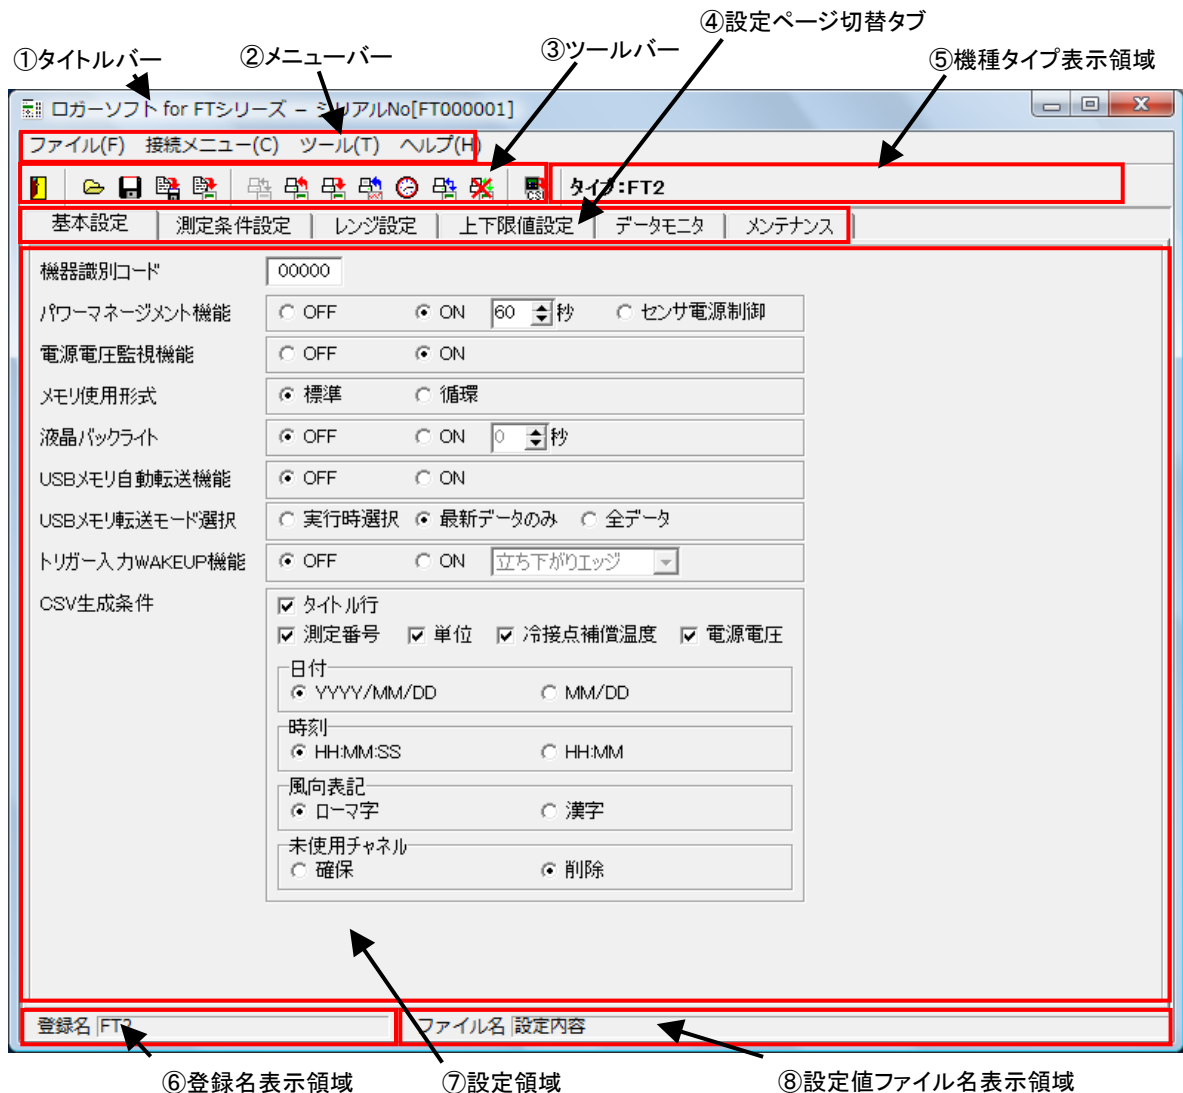 ④設定ページ切替タブ
①タイトルバー ②メニューバー ③ツールバー ⑤機種タイプ表示領域
ロガーソフト for FTシリーズ - シリアルNo[FT000001]
ファイル(F) 接続メニュー(C) ツール(T) ヘルプ(H)
CSV タイプ:FT2
基本設定 測定条件設定 レンジ設定 上下限値設定 データモニタ メンテナンス
機器識別コード 00000
パワーマネージメント機能 OFF ON 60 秒 センサ電源制御
電源電圧監視機能 OFF ON
メモリ使用形式 標準 循環
液晶バックライト OFF ON 0 秒
USBメモリ自動転送機能 OFF ON
USBメモリ転送モード選択 実行時選択 最新データのみ 全データ
トリガー入力WAKEUP機能 OFF ON 立ち下がりエッジ
CSV生成条件 タイトル行
測定番号 単位 冷接点補償温度 電源電圧
日付
YYYY/MM/DD MM/DD
時刻
HH:MM:SS HH:MM
風向表記
ローマ字 漢字
未使用チャネル
確保 削除
登録名 FT2 ファイル名 設定内容
⑥登録名表示領域 ⑦設定領域 ⑧設定値ファイル名表示領域